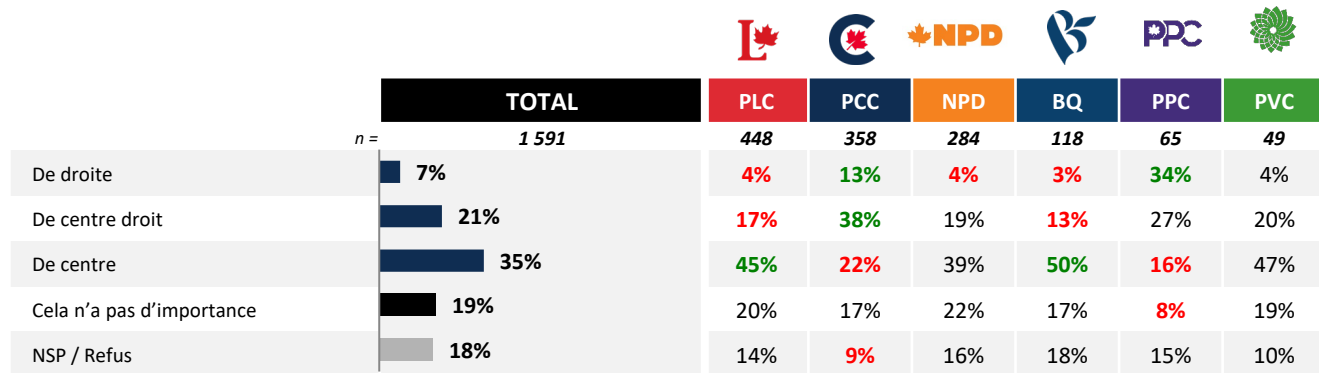 L C NPD PPC
TOTAL PLC PCC NPD BQ PPC PVC
n = 1 591 448 358 284 118 65 49
De droite 7% 4% 13% 4% 3% 34% 4%
De centre droit 21% 17% 38% 19% 13% 27% 20%
De centre 35% 45% 22% 39% 50% 16% 47%
Cela n’a pas d’importance 19% 20% 17% 22% 17% 8% 19%
NSP / Refus 18% 14% 9% 16% 18% 15% 10%